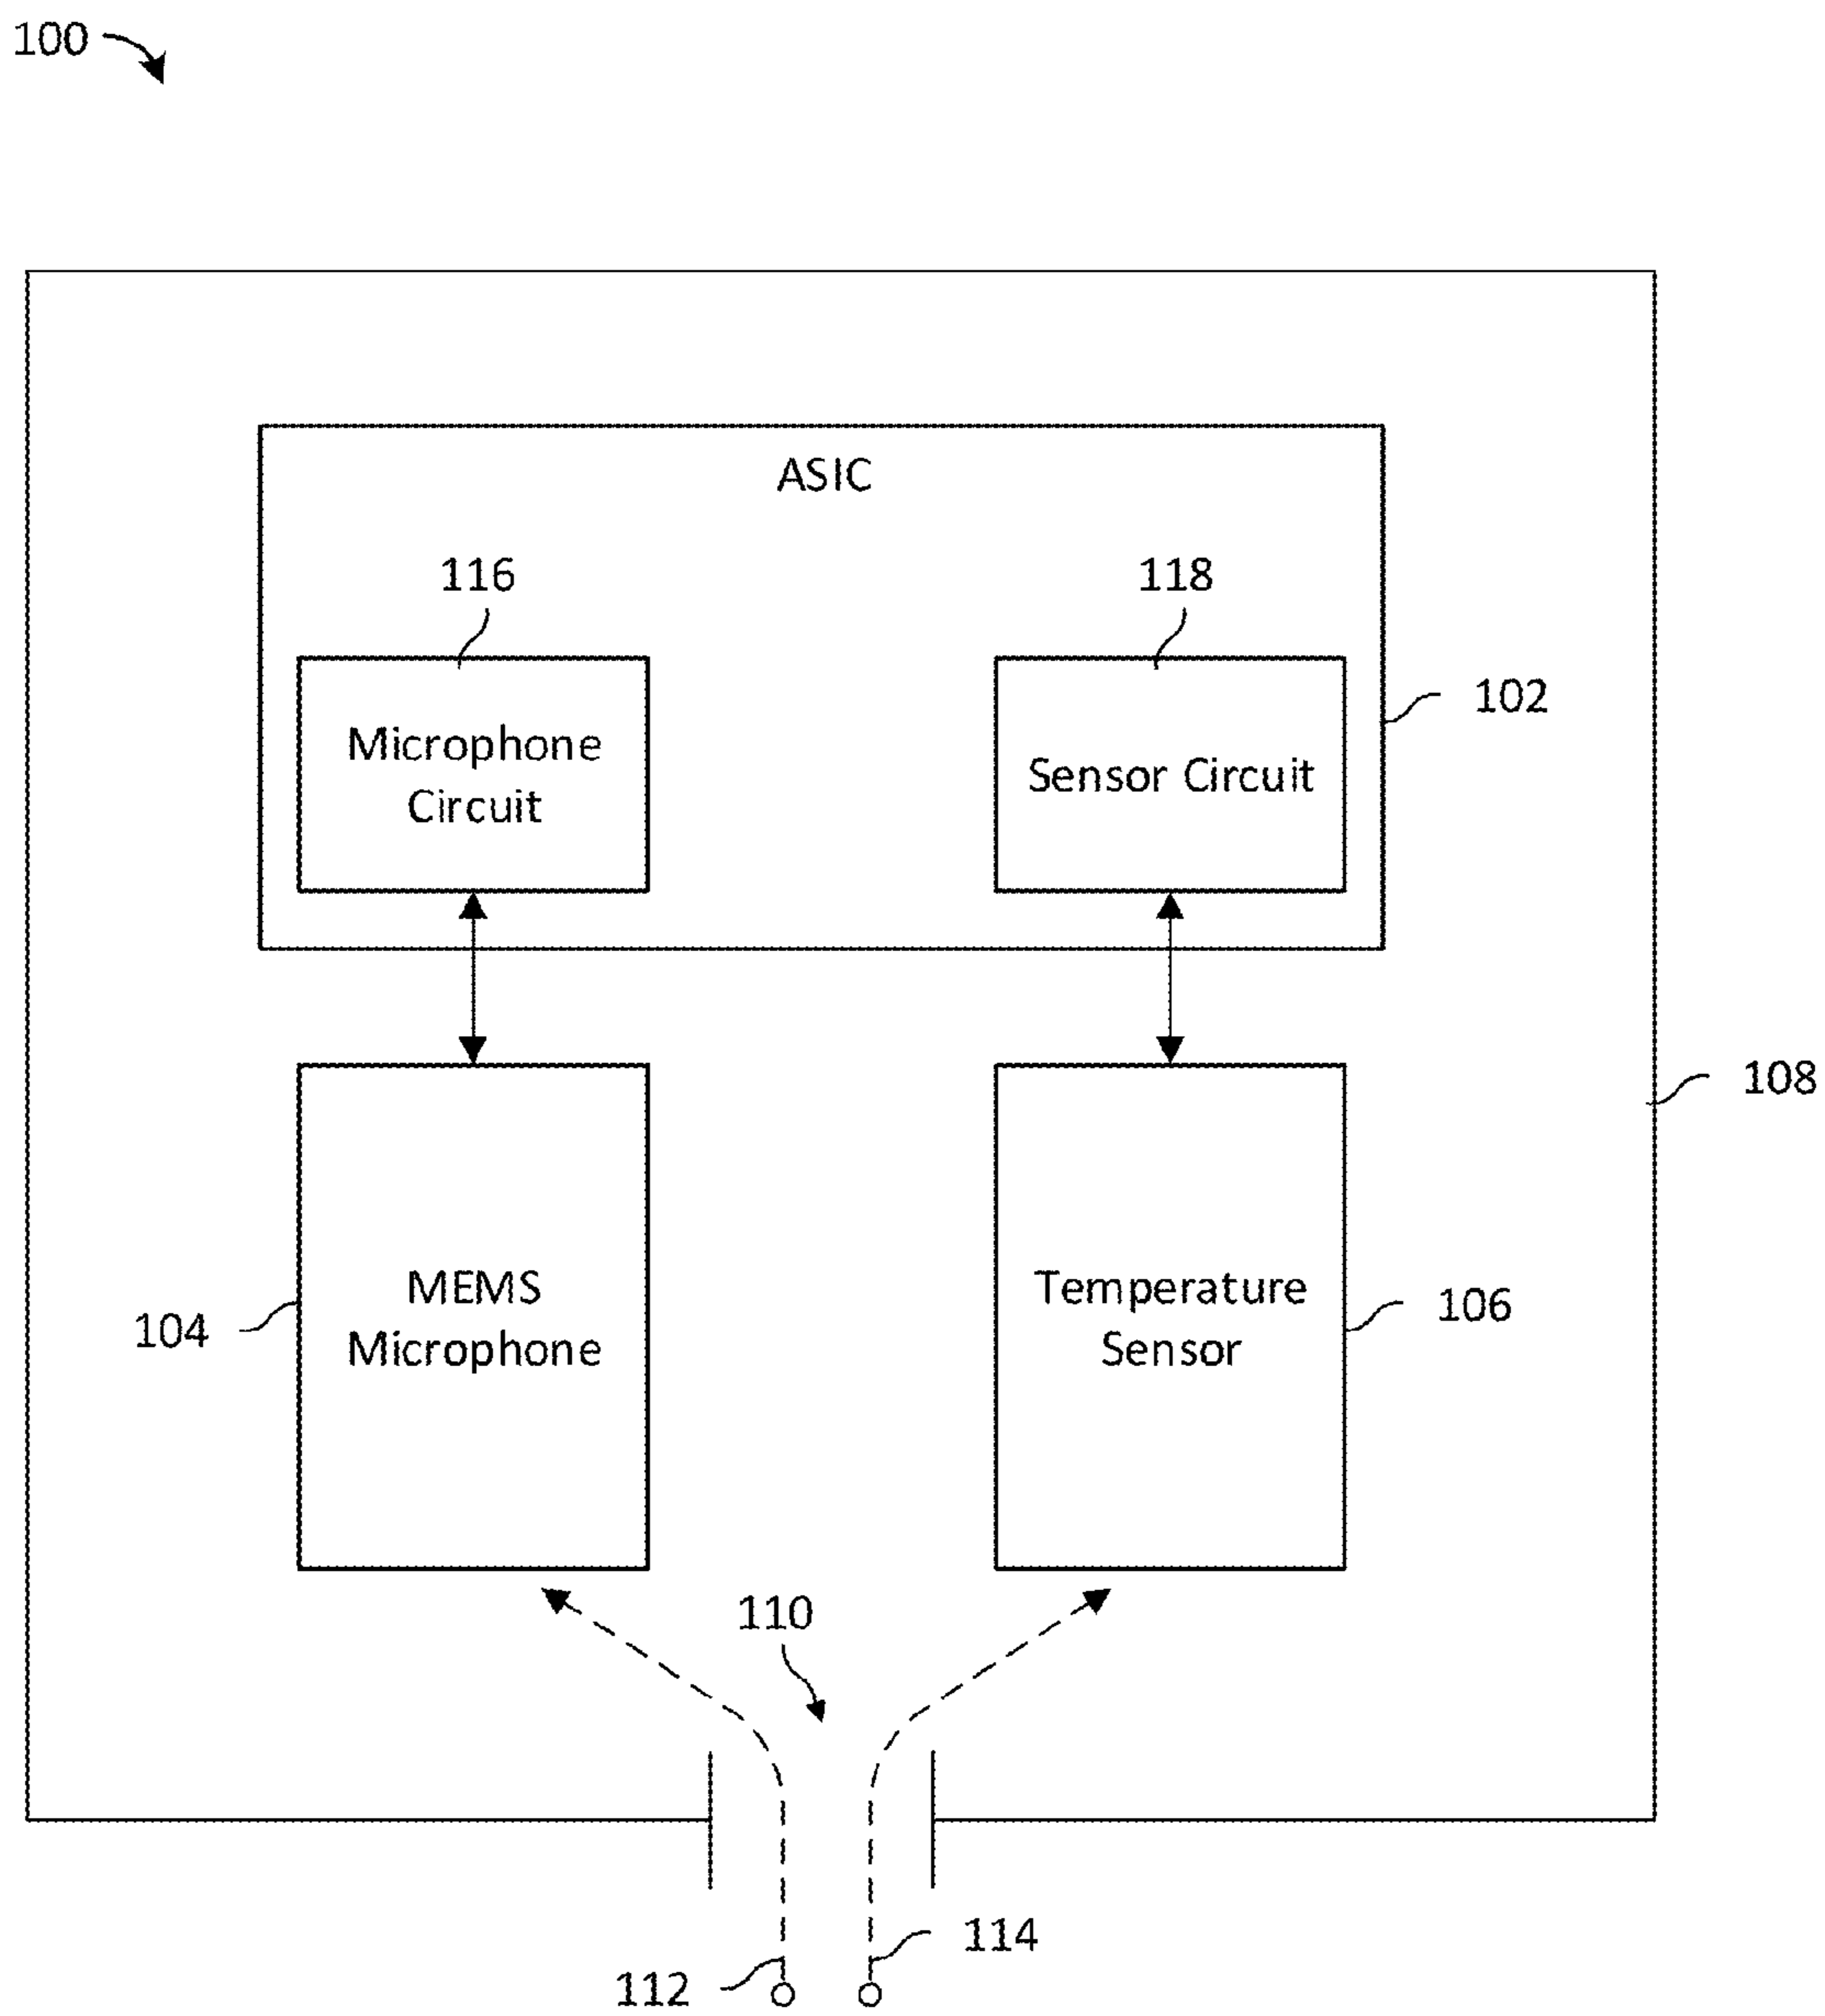 100
ASIC
116
118
102
Microphone
Circuit
Sensor Circuit
108
104
MEMS
Microphone
Temperature
Sensor
106
110
114
112